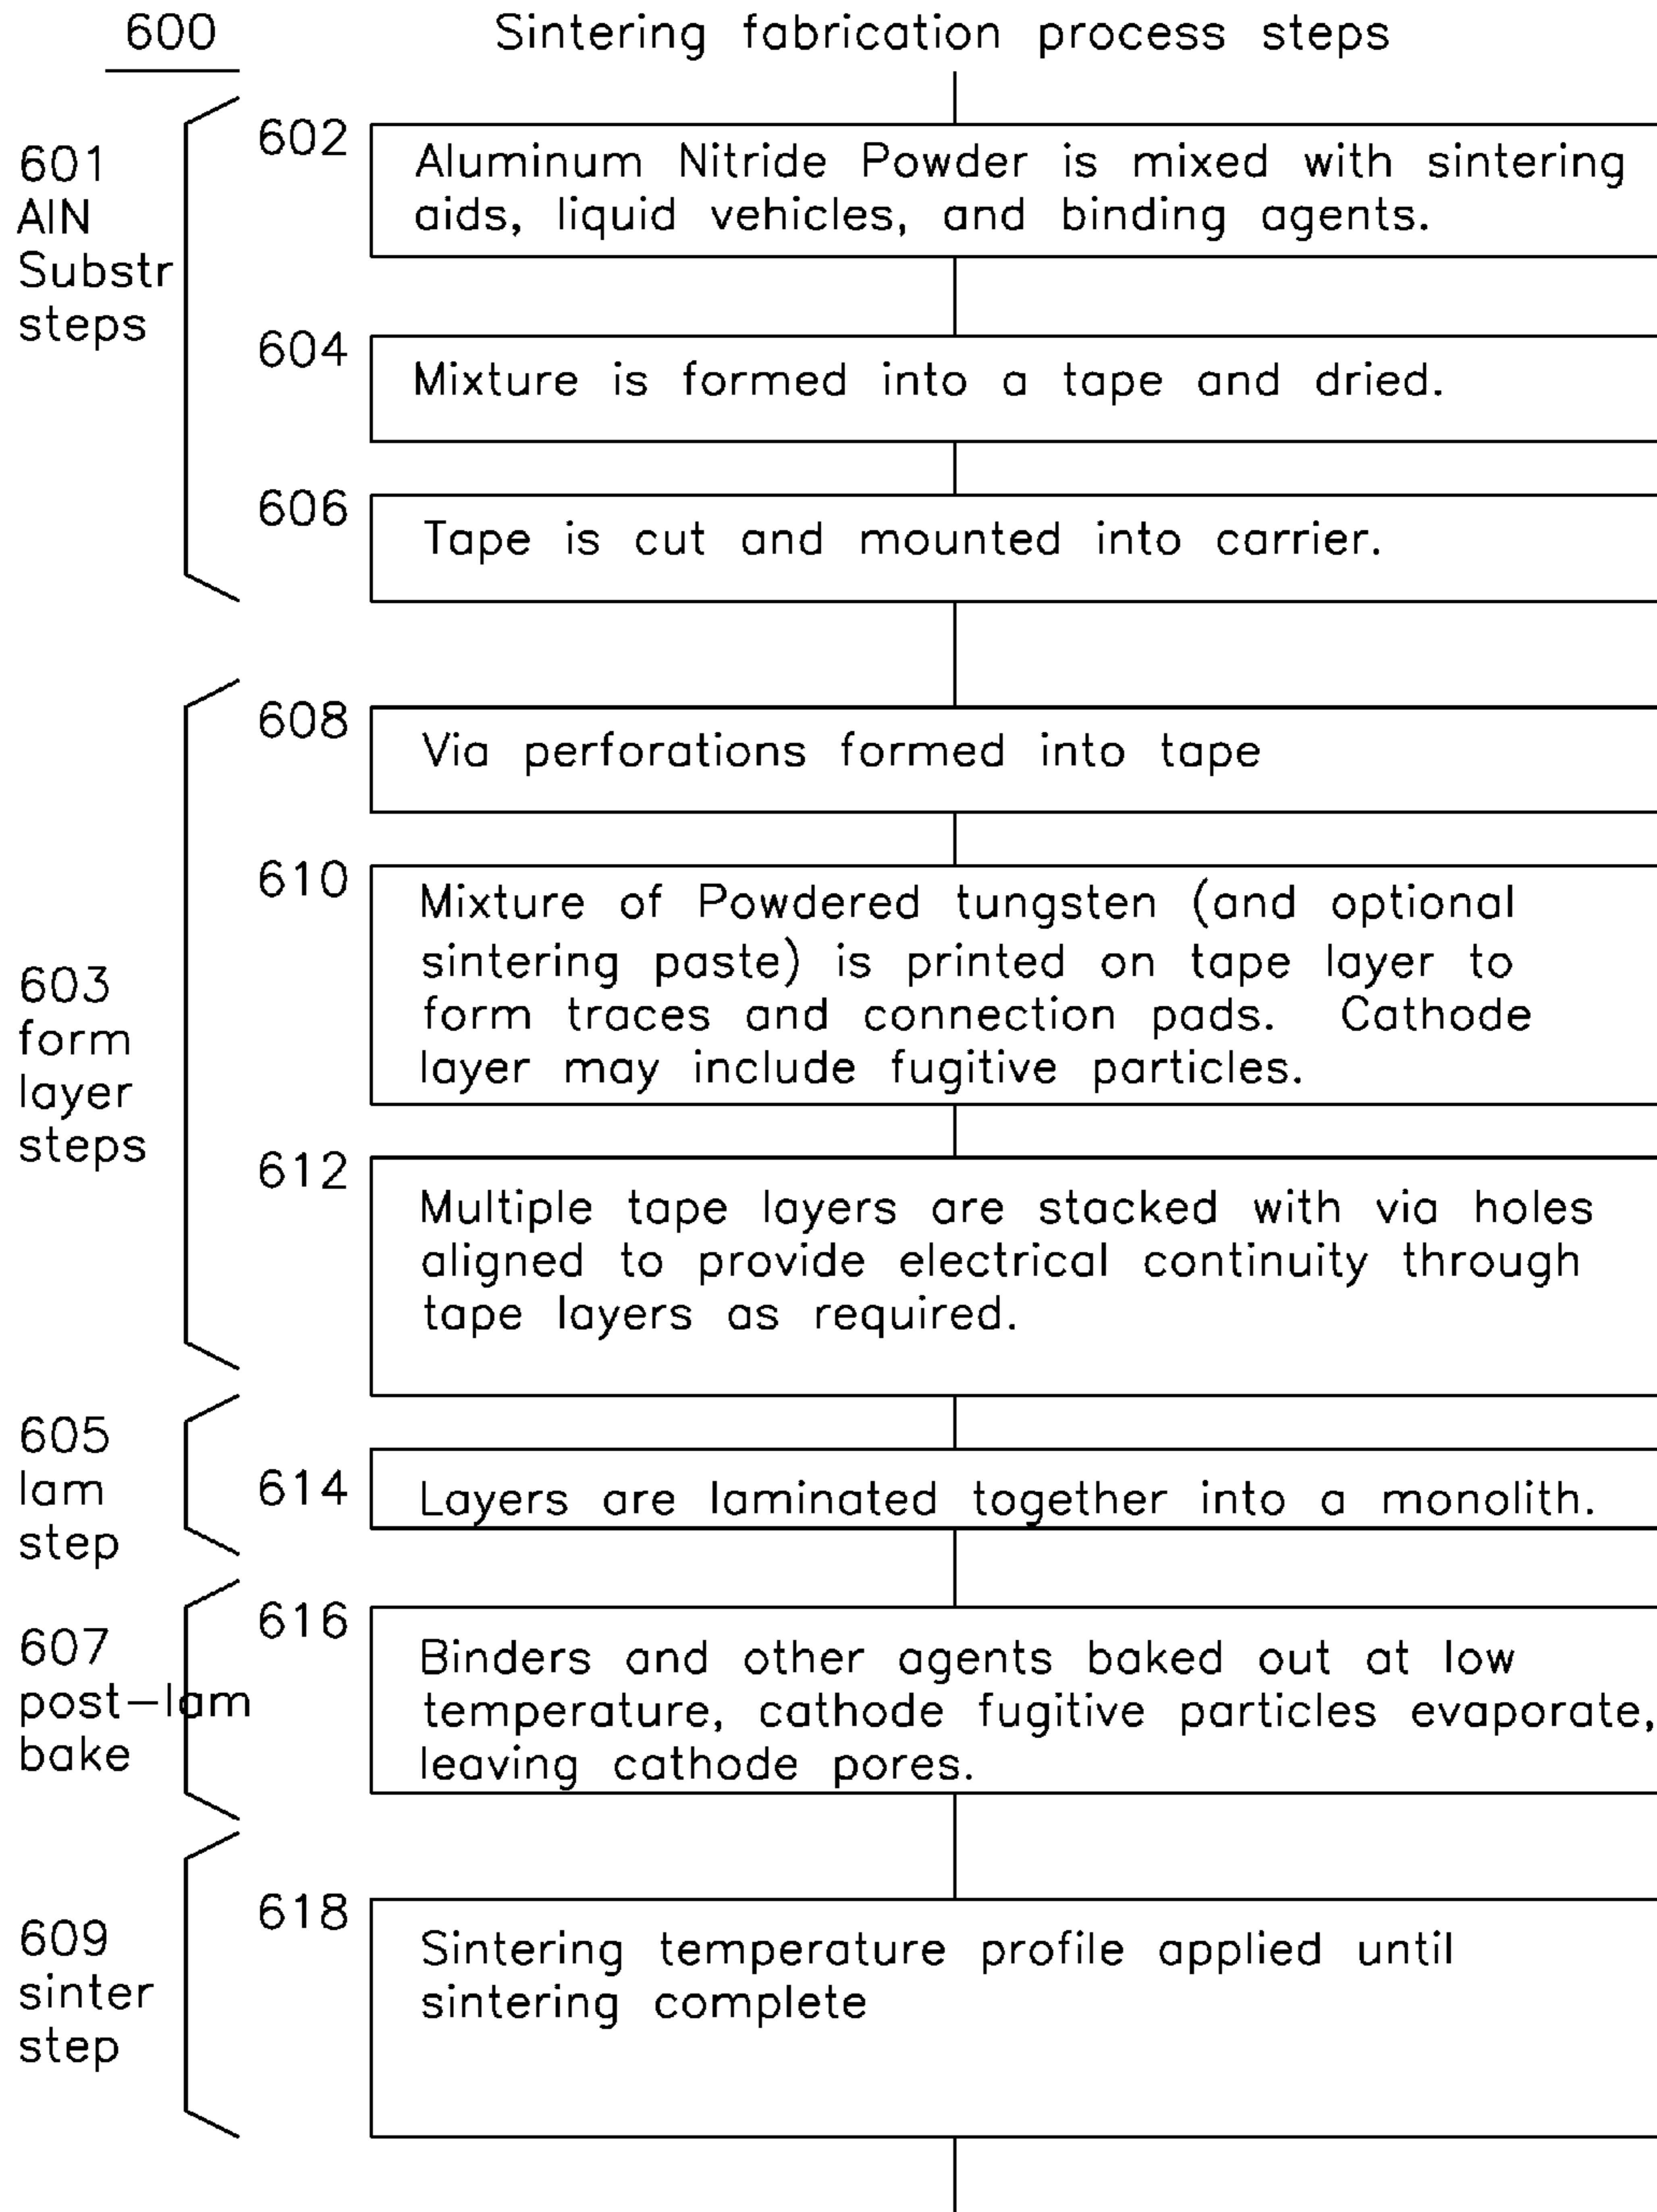 600
Sintering fabrication process steps
601
AlN
Substr
steps
602
Aluminum Nitride Powder is mixed with sintering
aids, liquid vehicles, and binding agents.
604
Mixture is formed into a tape and dried.
606
Tape is cut and mounted into carrier.
603
form
layer
steps
608
Via perforations formed into tape
610
Mixture of Powdered tungsten (and optional
sintering paste) is printed on tape layer to
form traces and connection pads. Cathode
layer may include fugitive particles.
612
Multiple tape layers are stacked with via holes
aligned to provide electrical continuity through
tape layers as required.
605
lam
step
614
Layers are laminated together into a monolith.
607
post-lam
bake
616
Binders and other agents baked out at low
temperature, cathode fugitive particles evaporate,
leaving cathode pores.
609
sinter
step
618
Sintering temperature profile applied until
sintering complete